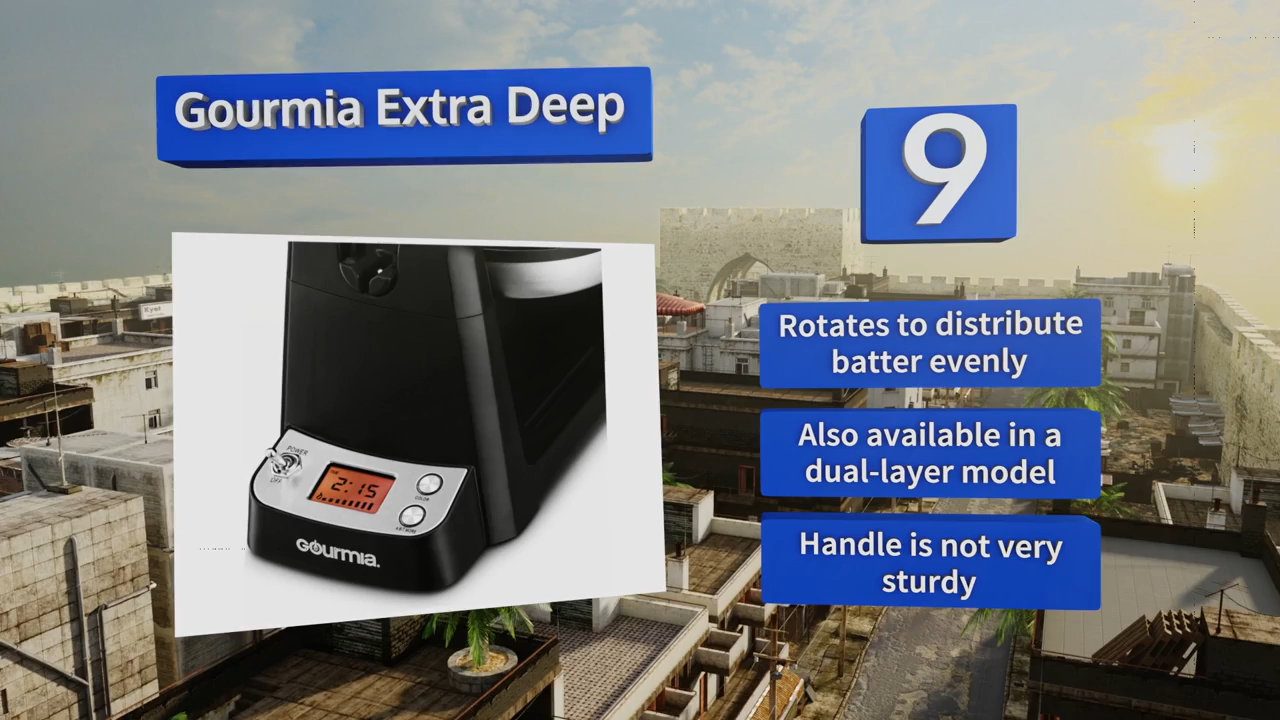 Gourmia Extra Deep
9
Rotates to distribute
batter evenly
Also available in a
dual-layer model
Handle is not very
sturdy
POWER
OFF
2:15
COLOR
GOurmia.